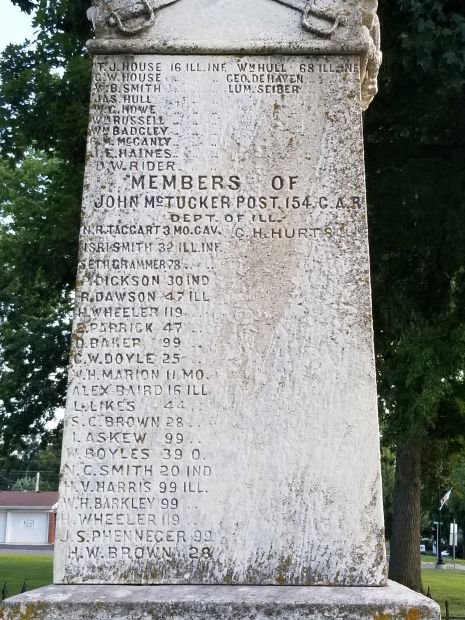 T.J. HOUSE 16 ILL. INF. WM HULL 68 ILL. INF
G.W. HOUSE " " " GEO. DEHAVEN " "
W.B. SMITH " " " LUM. SEIBER " "
JAS. HULL " " "
W.C. HOWE " " "
WM RUSSELL " " "
WM BADGLEY " " "
MCCANLY " " "
J.E. HAINES " " "
D.W. RIDER " " "
MEMBERS OF
JOHN MCTUCKER POST, 154, G.A.R
DEPT. OF ILL.
N.R. TAGGART 3 MO. CAV. C.H. HURTS
ISRL SMITH 32 ILL. INF.
SETH GRAMMER 78 " "
DICKSON 30 IND
R. DAWSON 47 ILL
H. WHEELER 119 "
PARRICK 47 "
D. BAKER 99 "
C.W. DOYLE 25 "
W.H. MARION 11 MO.
ALEX BAIRD 16 ILL
L. LIKES 44 "
S.C. BROWN 28 "
I. ASKEW 99 "
BOYLES 39 O.
N.C. SMITH 20 IND
H.V. HARRIS 99 ILL.
W.H. BARKLEY 99 "
H. WHEELER 119 "
J.S. PHENNEGER 99
H.W. BROWN 28